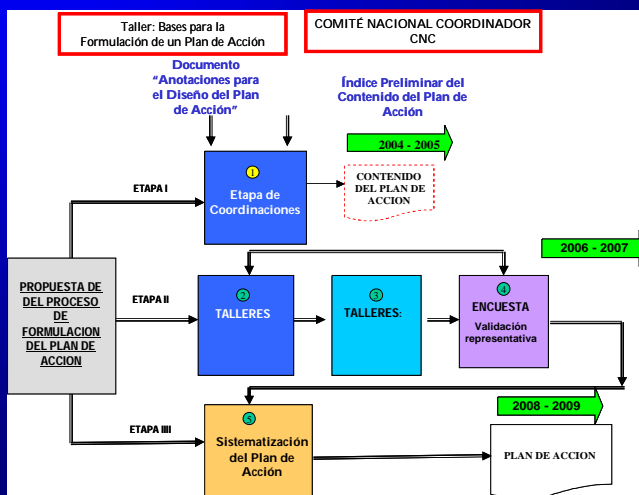 Taller: Bases para la
Formulación de un Plan de Acción
COMITÉ NACIONAL COORDINADOR
CNC
Documento
“Anotaciones para
el Diseño del Plan
de Acción”
Índice Preliminar del
Contenido del Plan de
Acción
2004 - 2005
1
Etapa de
Coordinaciones
CONTENIDO
DEL PLAN DE
ACCION
ETAPA I
2006 - 2007
PROPUESTA DE
DEL PROCESO
DE
FORMULACION
DEL PLAN DE
ACCION
ETAPA II
2
TALLERES
3
TALLERES:
4
ENCUESTA
Validación
representativa
2008 - 2009
ETAPA IIII
5
Sistematización
del Plan de
Acción
PLAN DE ACCION